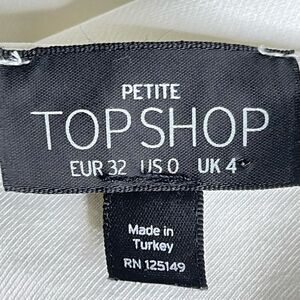 PETITE
TOPSHOP
EUR 32 US 0 UK 4
Made in
Turkey
RN 125149